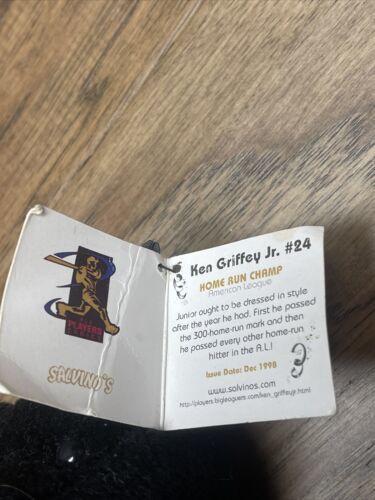 PLAYERS
SALVINO'S
Ken Griffey Jr. #24
HOME RUN CHAMP
American League
Junior ought to be dressed in style
after the year he had. First he passed
the 300-home-run mark and then
he passed every other home-run
hitter in the A.L.!
Issue Date: Dec 1998
www.salvinos.com
http://players.bigleaguers.com/ken_griffeyjr.html